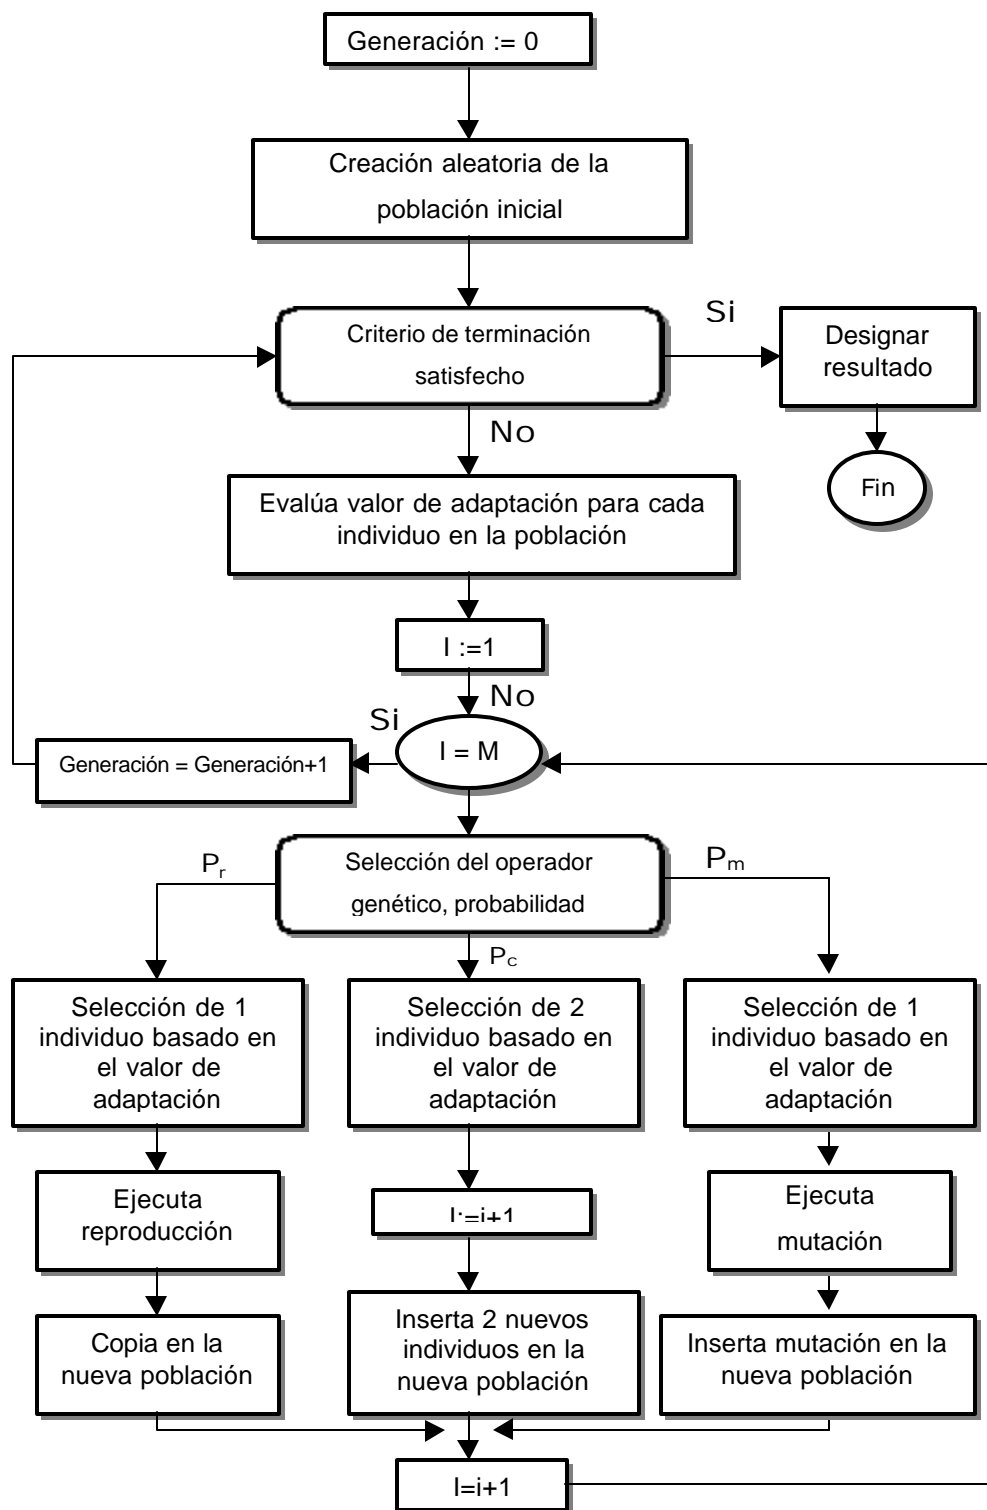 Generación := 0
Creación aleatoria de la
población inicial
Si
Criterio de terminación
satisfecho
Designar
resultado
No
Fin
Evalúa valor de adaptación para cada
individuo en la población
I :=1
No
Si
I = M
Generación = Generación+1
Selección del operador
genético, probabilidad
Pr
Pm
Pc
Selección de 1
individuo basado en
el valor de
adaptación
Selección de 2
individuo basado en
el valor de
adaptación
Selección de 1
individuo basado en
el valor de
adaptación
Ejecuta
reproducción
I:=i+1
Ejecuta
mutación
Copia en la
nueva población
Inserta 2 nuevos
individuos en la
nueva población
Inserta mutación en la
nueva población
I=i+1